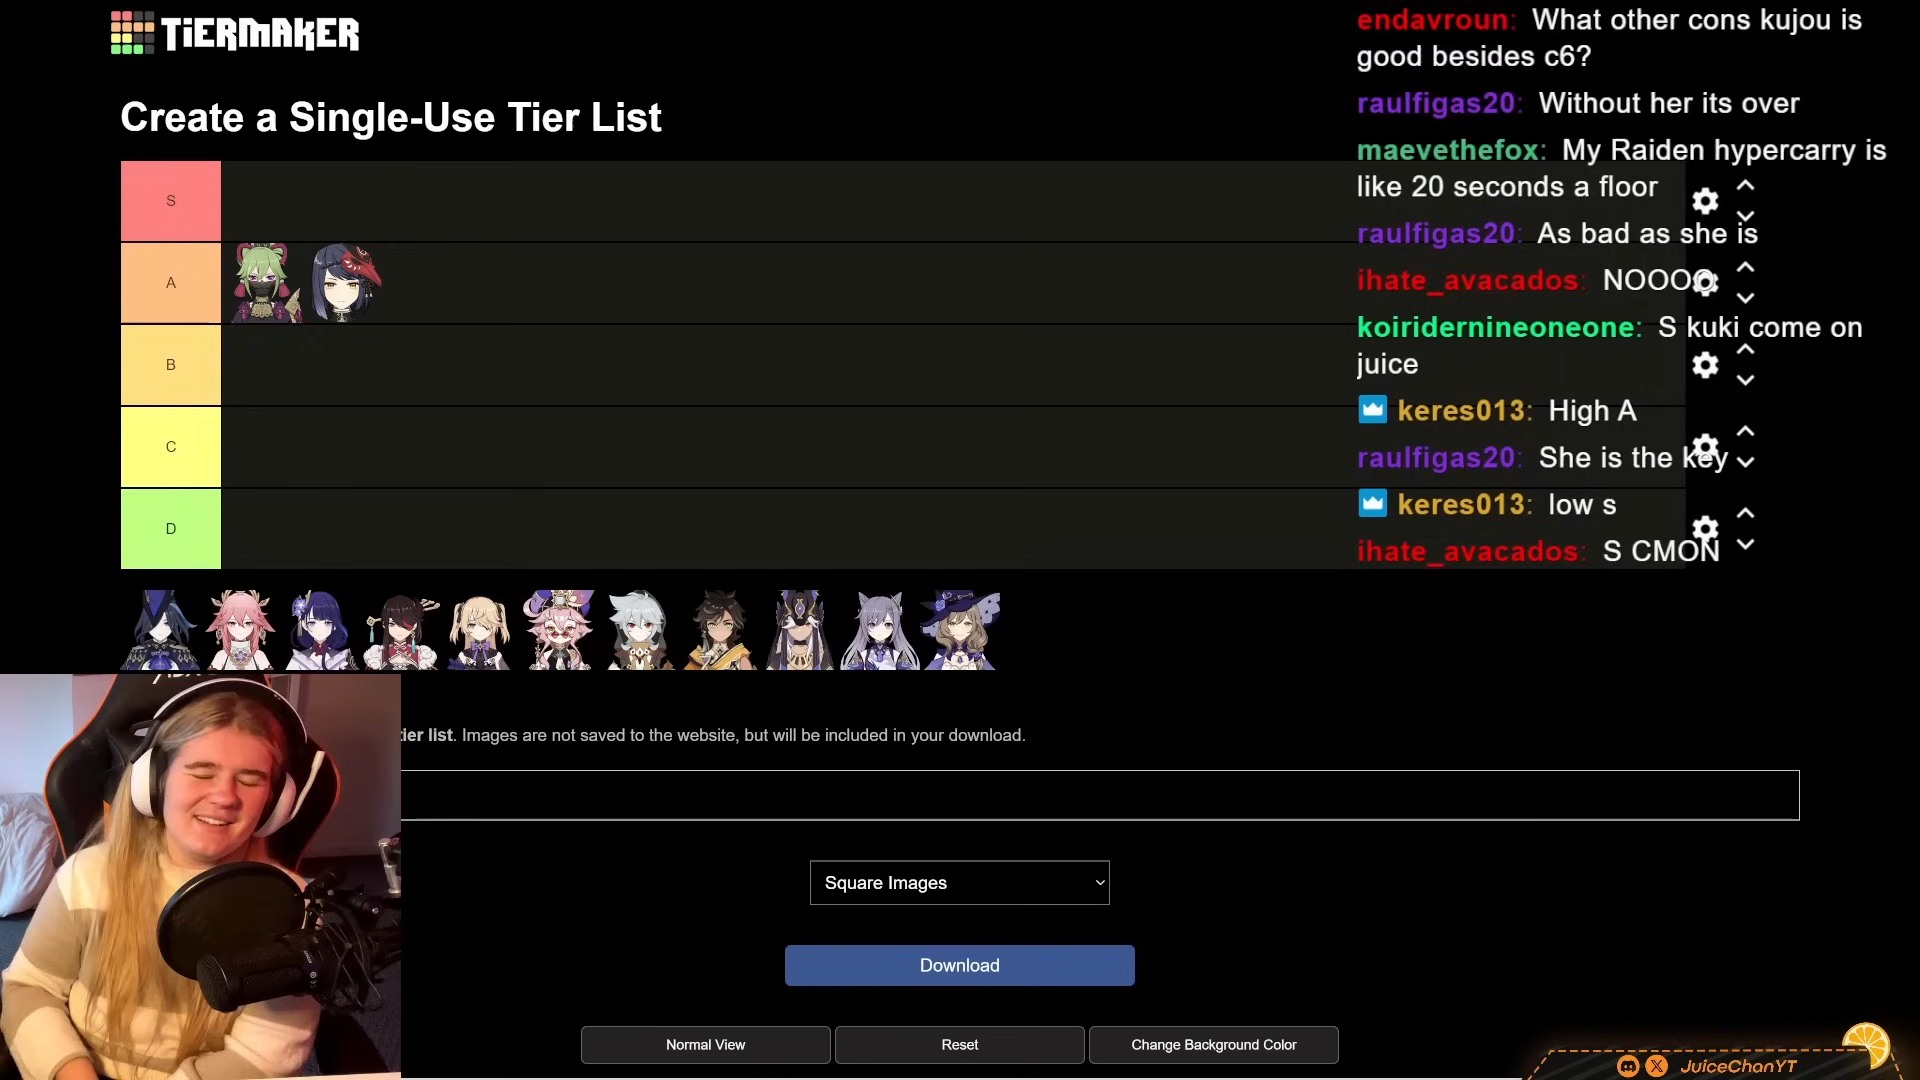 TiERMAKER
Create a Single-Use Tier List
S
A
B
C
D
endavroun: What other cons kujou is
good besides c6?
raulfigas20: Without her its over
maevethefox: My Raiden hypercarry is
like 20 seconds a floor
raulfigas20: As bad as she is
ihate_avacados: NOOOO
koiridernineoneone: S kuki come on
juice
keres013: High A
raulfigas20: She is the key
keres013: low s
ihate_avacados: S CMON
tier list. Images are not saved to the website, but will be included in your download.
Square Images
Download
Normal View
Reset
Change Background Color
JuiceChanYT